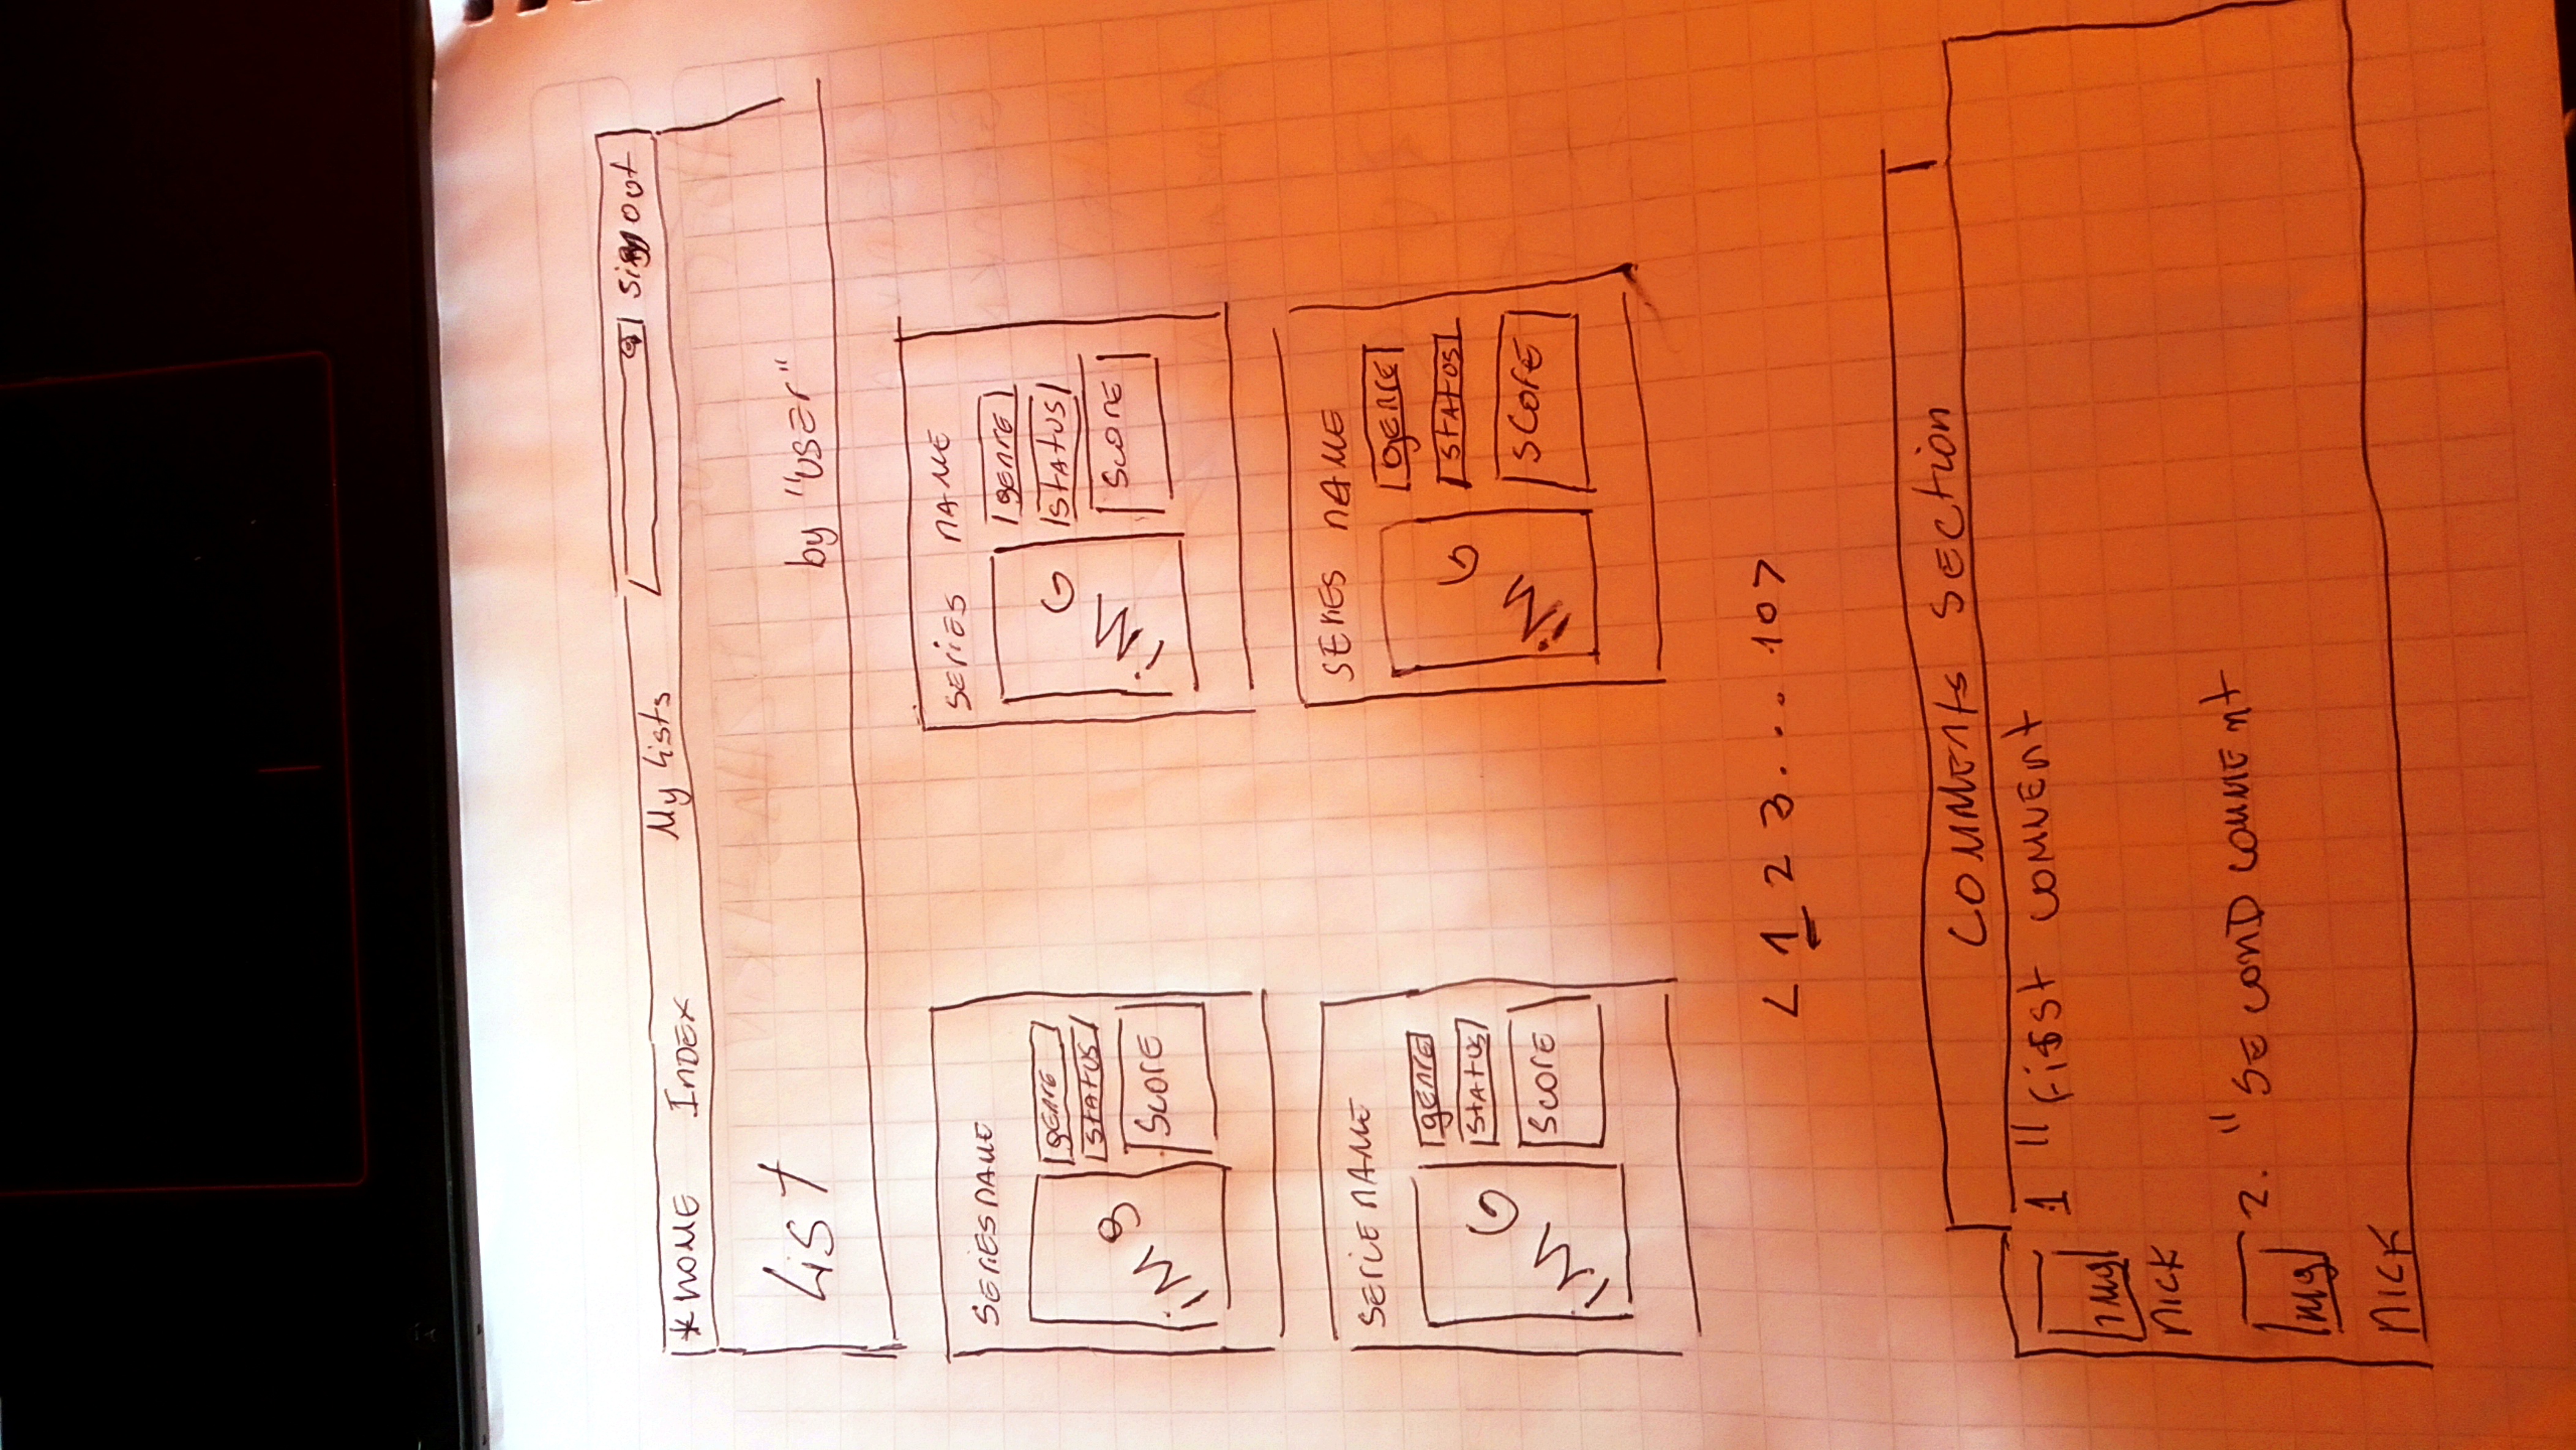 *HOME INDEX My Lists Sign out
List by "USEr"
SEriESnAME
iMg
gEnrE
StAtUS
ScorE
SEriES nAME
iMG
gEnrE
StAtUS
ScorE
SEriE nAME
iMG
gEnrE
StAtUS
ScorE
SEriES nAME
iMG
gEnrE
StAtUS
ScorE
< 1 2 3 . . . 10 >
COMMEnts SEction
img 1 "First COMMEnt
nick
img 2. "SECOnD COMMEnt
nick